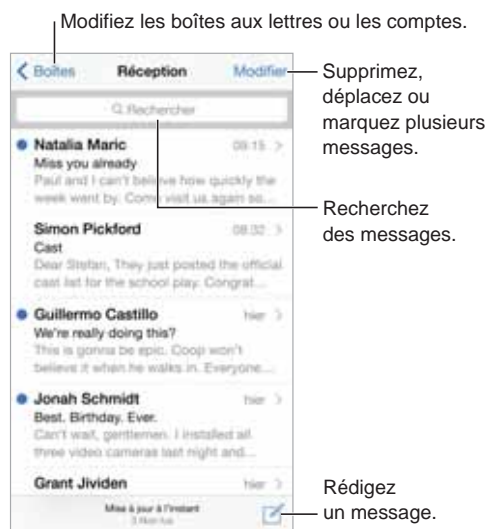 Modifiez les boîtes aux lettres ou les comptes.
Boîtes Réception Modifier
Supprimez,
déplacez ou
marquez plusieurs
messages.
Rechercher
Natalia Maric 09:15
Miss you already
Paul and I can't believe how quickly the
week went by. Come visit us again so...
Recherchez
des messages.
Simon Pickford 08:32
Cast
Dear Stefan, They just posted the official
cast list for the school play. Congrat...
Guillermo Castillo hier
We're really doing this?
This is gonna be epic. Coop won't
believe it when he walks in. Everyone...
Jonah Schmidt hier
Best. Birthday. Ever.
Can't wait, gentlemen. I installed all
three video cameras last night and...
Grant Jividen hier
Mise à jour à l'instant
3 Non lus
Rédigez
un message.